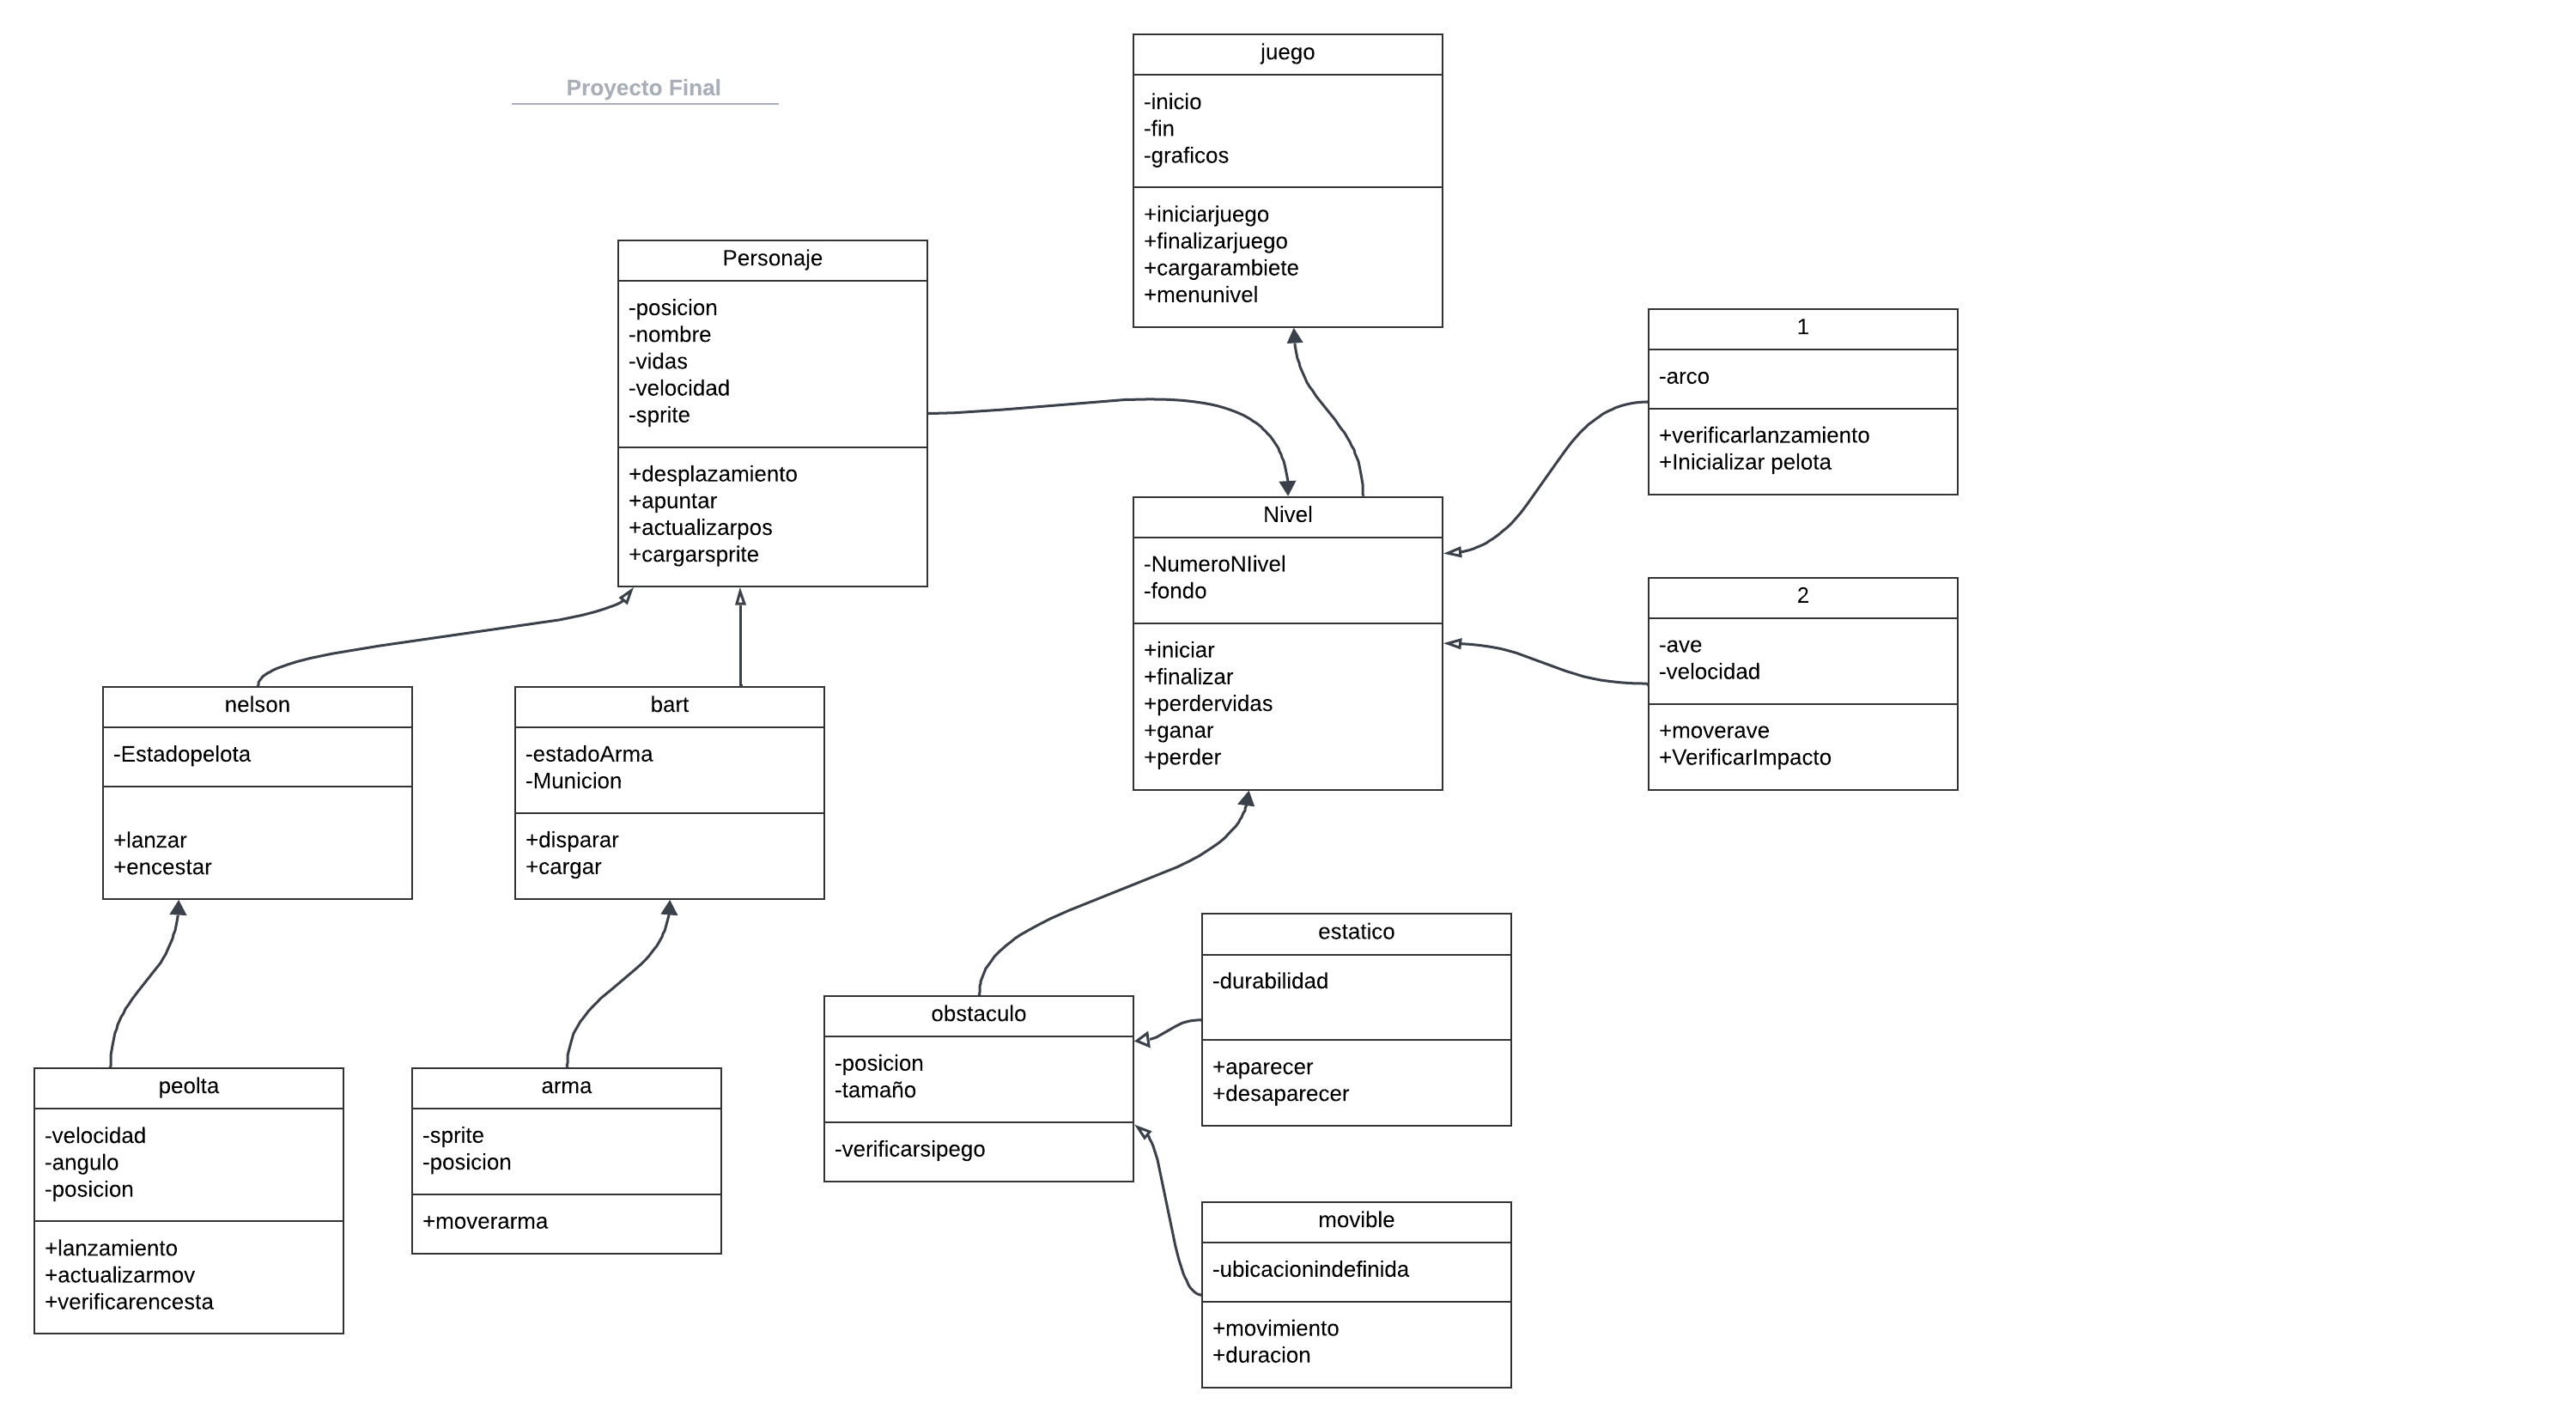 Proyecto Final
juego
-inicio
-fin
-graficos
+iniciarjuego
+finalizarjuego
+cargarambiete
+menunivel
Personaje
-posicion
-nombre
-vidas
-velocidad
-sprite
+desplazamiento
+apuntar
+actualizarpos
+cargarsprite
1
-arco
+verificarlanzamiento
+Inicializar pelota
Nivel
-NumeroNIivel
-fondo
+iniciar
+finalizar
+perdervidas
+ganar
+perder
2
-ave
-velocidad
+moverave
+VerificarImpacto
nelson
-Estadopelota
+lanzar
+encestar
bart
-estadoArma
-Municion
+disparar
+cargar
estatico
-durabilidad
+aparecer
+desaparecer
obstaculo
-posicion
-tamaño
-verificarsipego
peolta
-velocidad
-angulo
-posicion
+lanzamiento
+actualizarmov
+verificarencesta
arma
-sprite
-posicion
+moverarma
movible
-ubicacionindefinida
+movimiento
+duracion